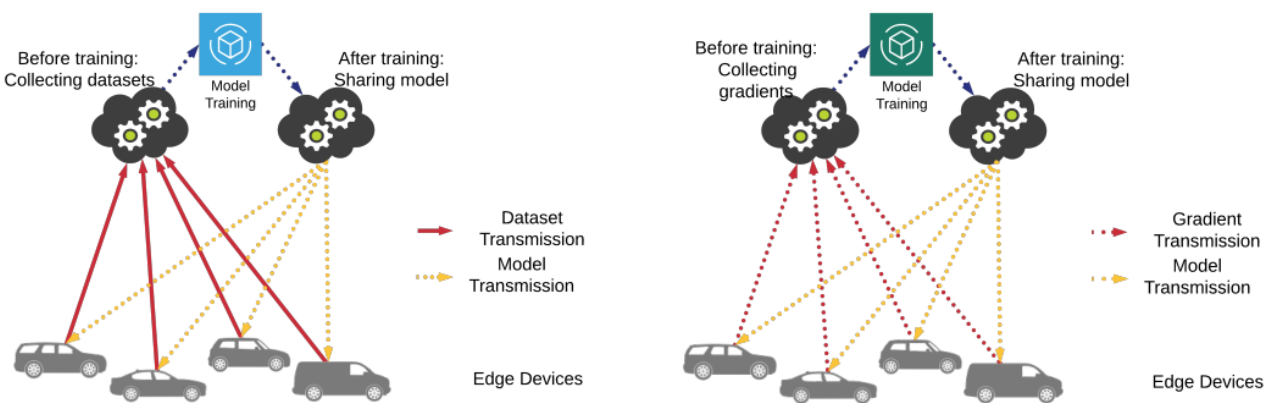 Before training:
Collecting datasets
Model
Training
After training:
Sharing model
Dataset
Transmission
Model
Transmission
Edge Devices
Before training:
Collecting
gradients
Model
Training
After training:
Sharing model
Gradient
Transmission
Model
Transmission
Edge Devices